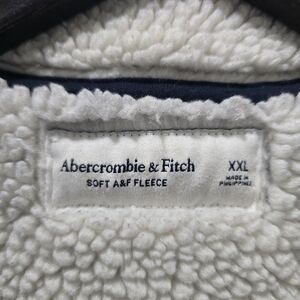 Abercrombie & Fitch
SOFT A&F FLEECE
XXL
MADE IN
PHILIPPINES